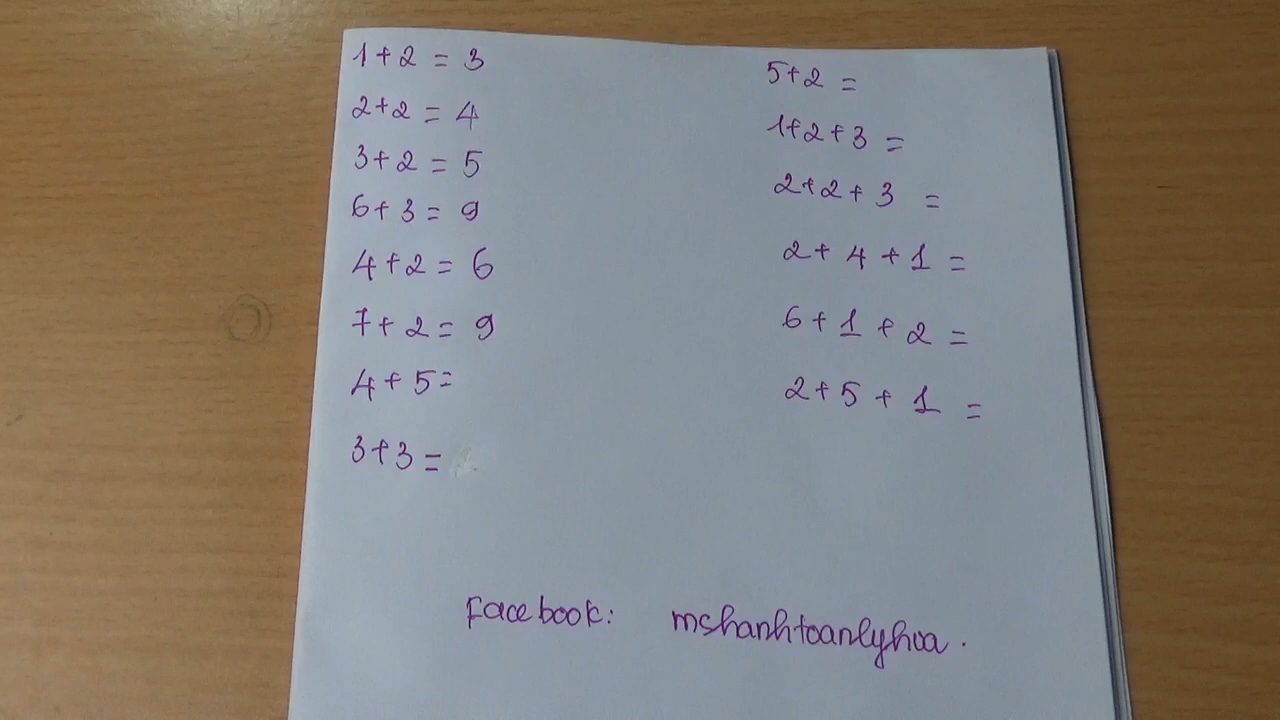 1+2 = 3
2+2 = 4
3+2 = 5
6+3 = 9
4+2 = 6
7+2 = 9
4+5=
3+3 =
5+2 =
1+2+3 =
2+2+3 =
2+4+1 =
6+1+2 =
2+5+1 =
Facebook: mshanhtoanlyhoa.